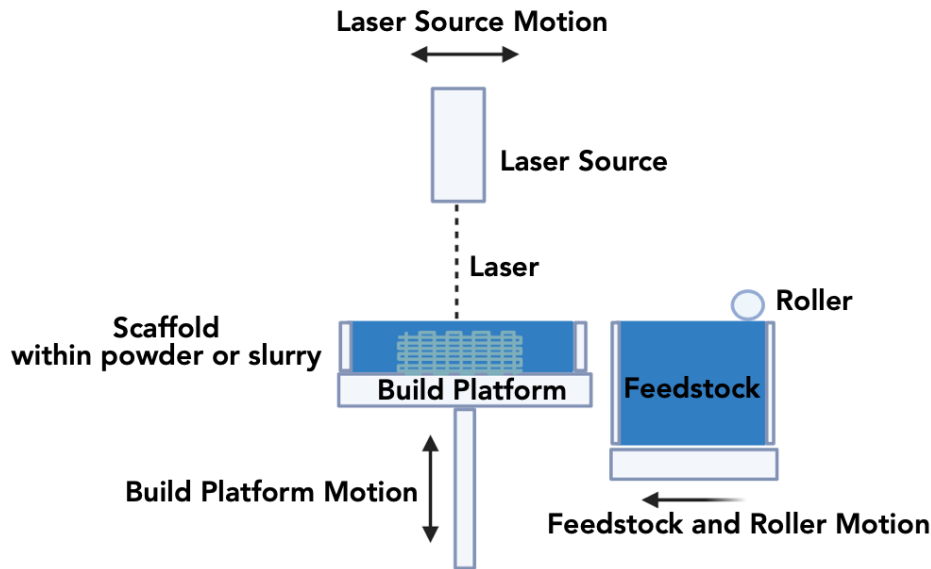 Laser Source Motion
Laser Source
Laser
Roller
Scaffold
within powder or slurry
Build Platform
Feedstock
Build Platform Motion
Feedstock and Roller Motion